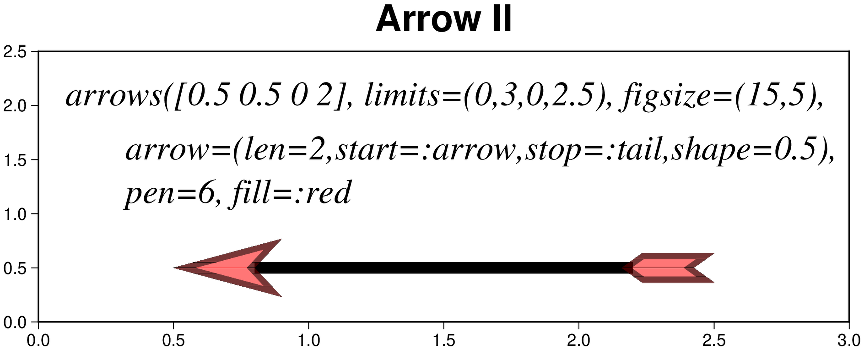 Arrow II
2.5
arrows([0.5 0.5 0 2], limits=(0,3,0,2.5), figsize=(15,5),
2.0
arrow=(len=2,start=:arrow,stop=:tail,shape=0.5),
1.5
pen=6, fill=:red
1.0
0.5
0.0
0.0 0.5 1.0 1.5 2.0 2.5 3.0